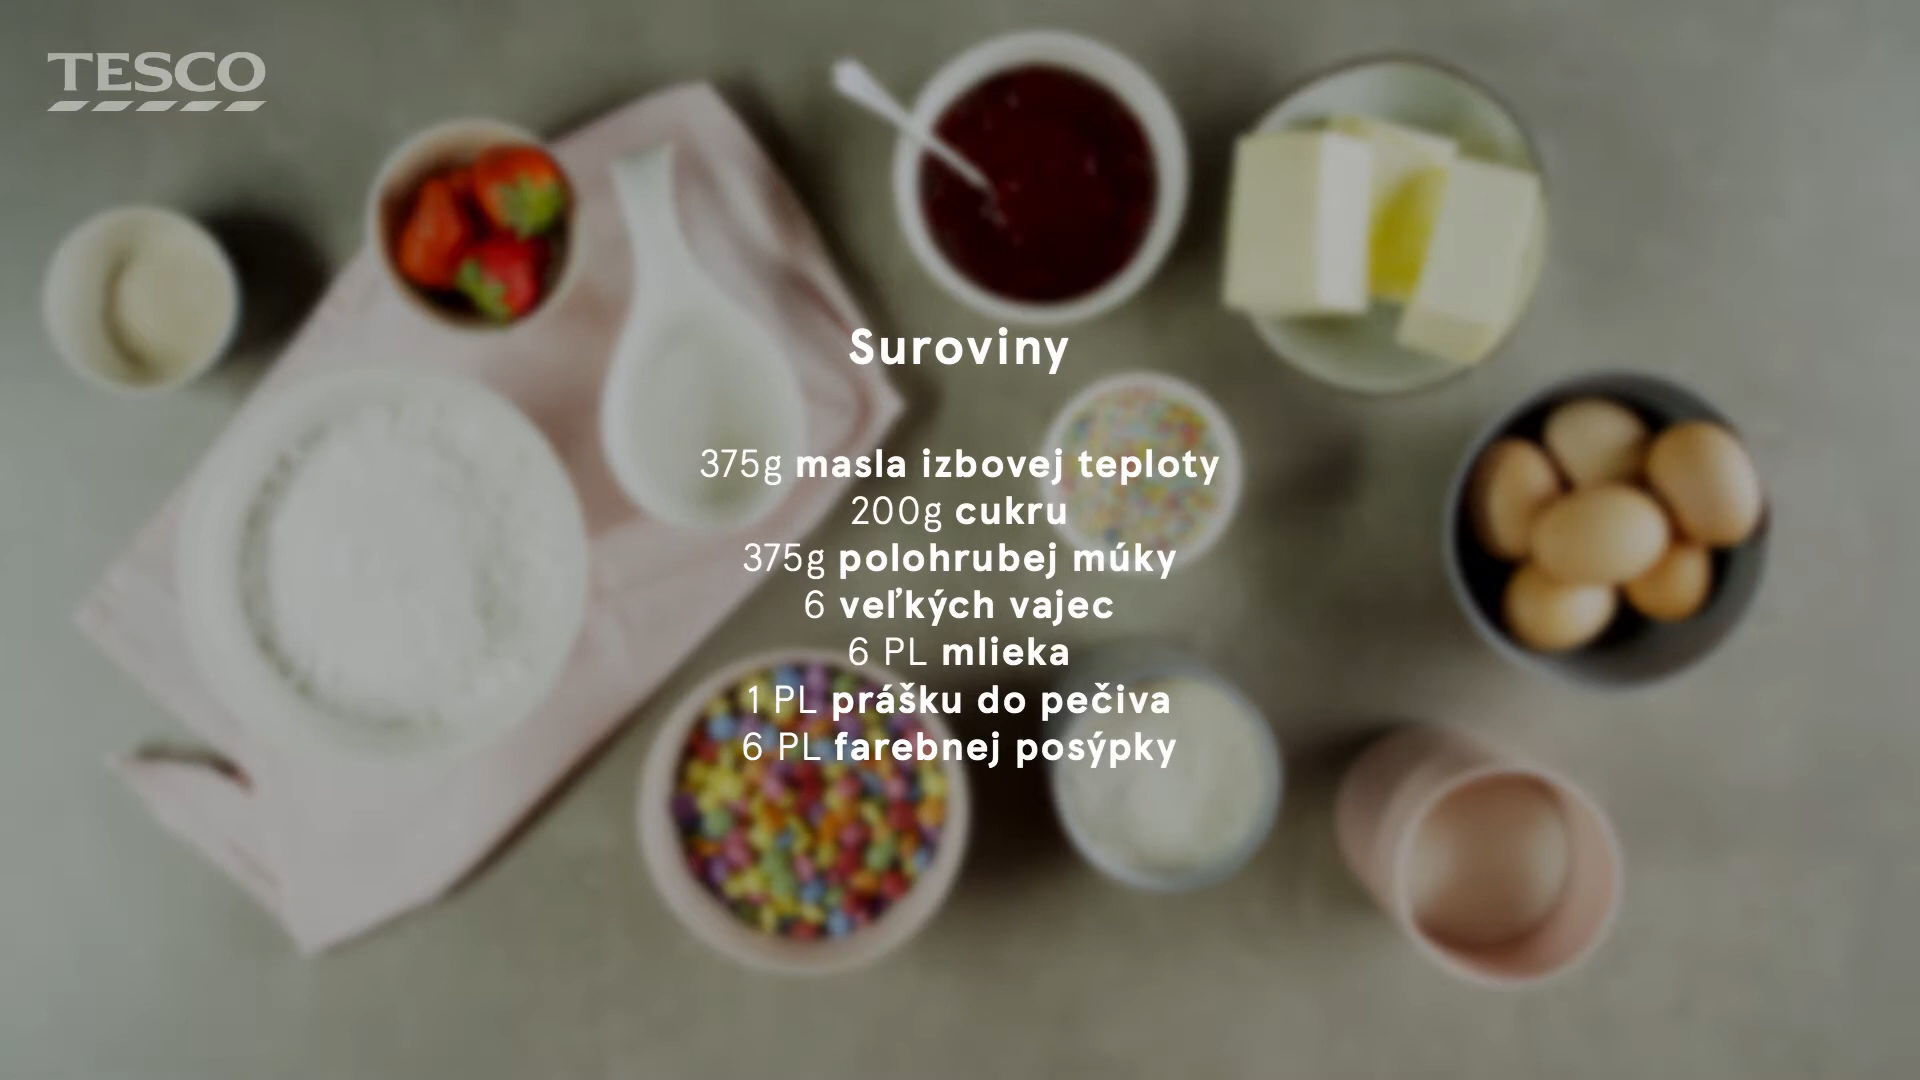 TESCO
Suroviny
375g masla izbovej teploty
200g cukru
375g polohrubej múky
6 veľkých vajec
6 PL mlieka
1 PL prášku do pečiva
6 PL farebnej posýpky